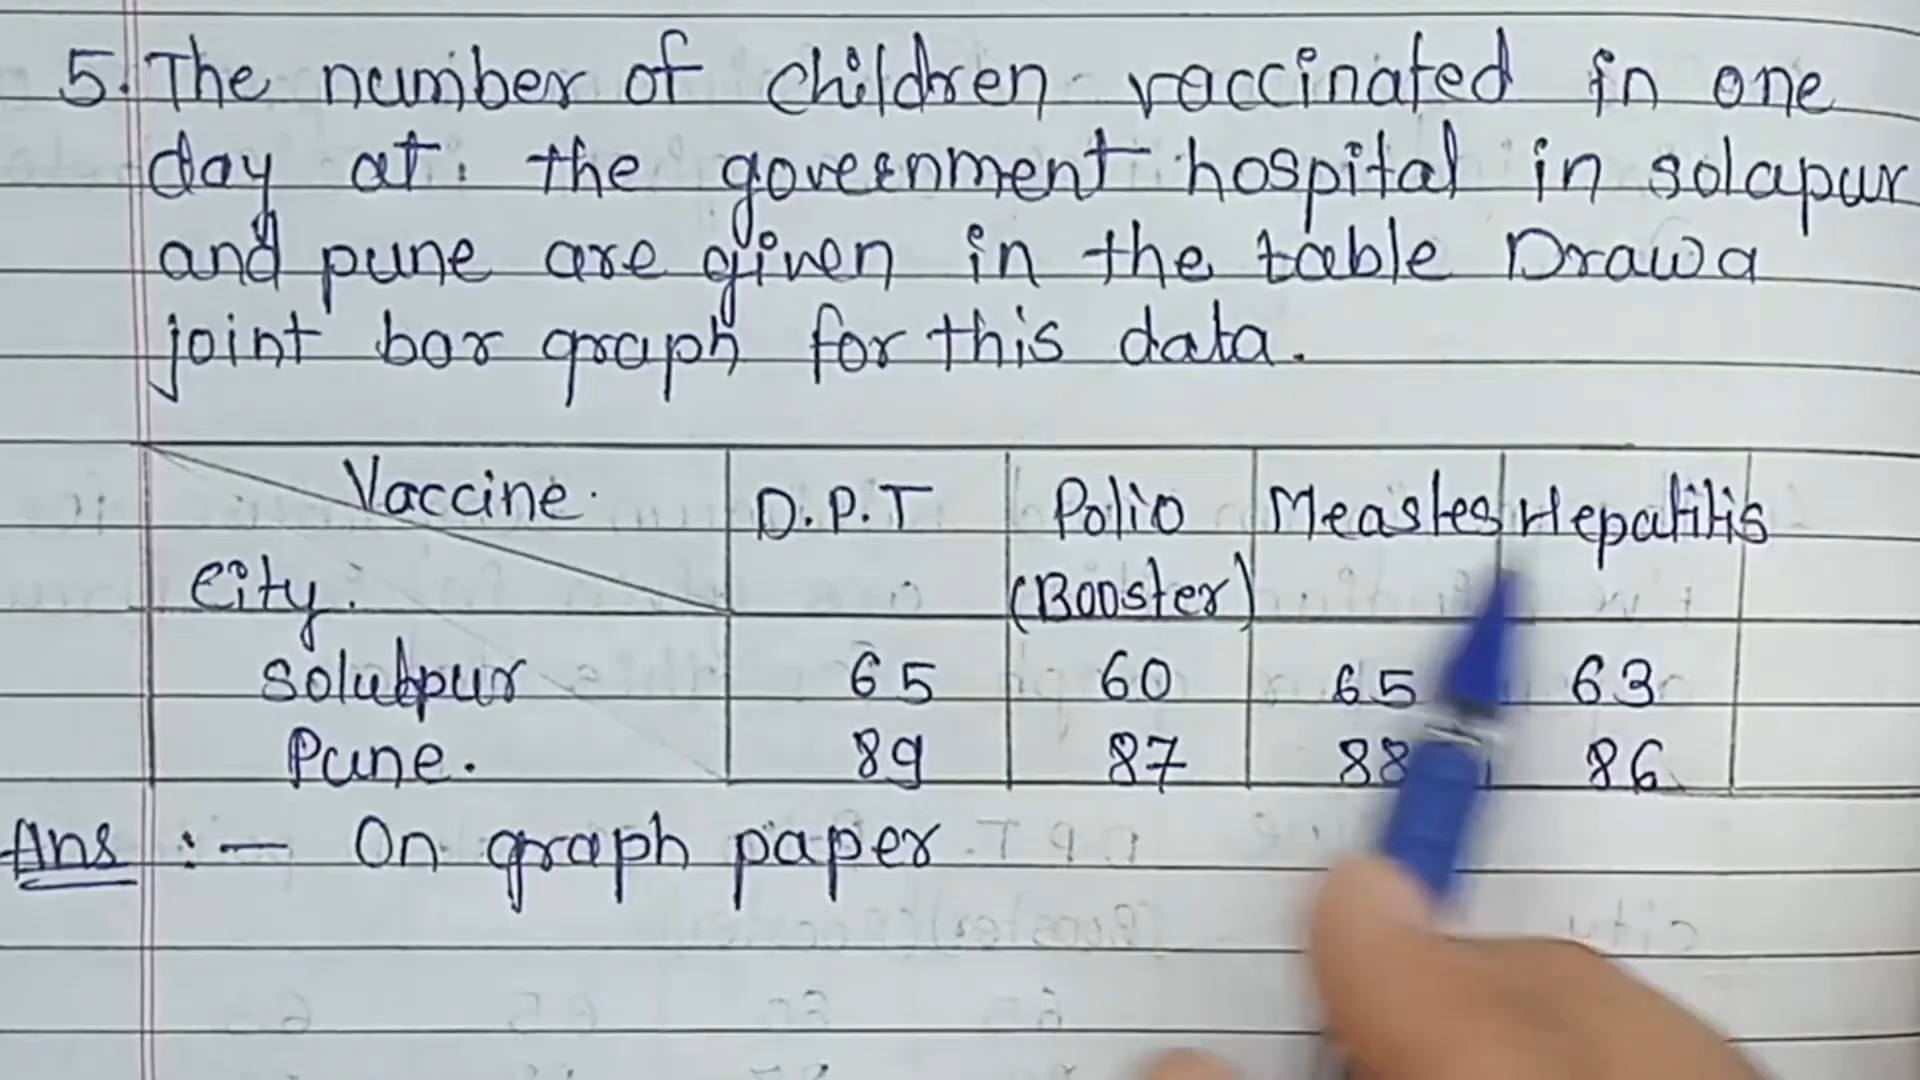 5. The number of children vaccinated in one
day at the government hospital in solapur
and pune are given in the table Draw a
joint bar graph for this data.
Vaccine D.P.T Polio Measles Hepatitis
City (Booster)
Solapur 65 60 65 63
Pune. 89 87 88 86
Ans :- On graph paper